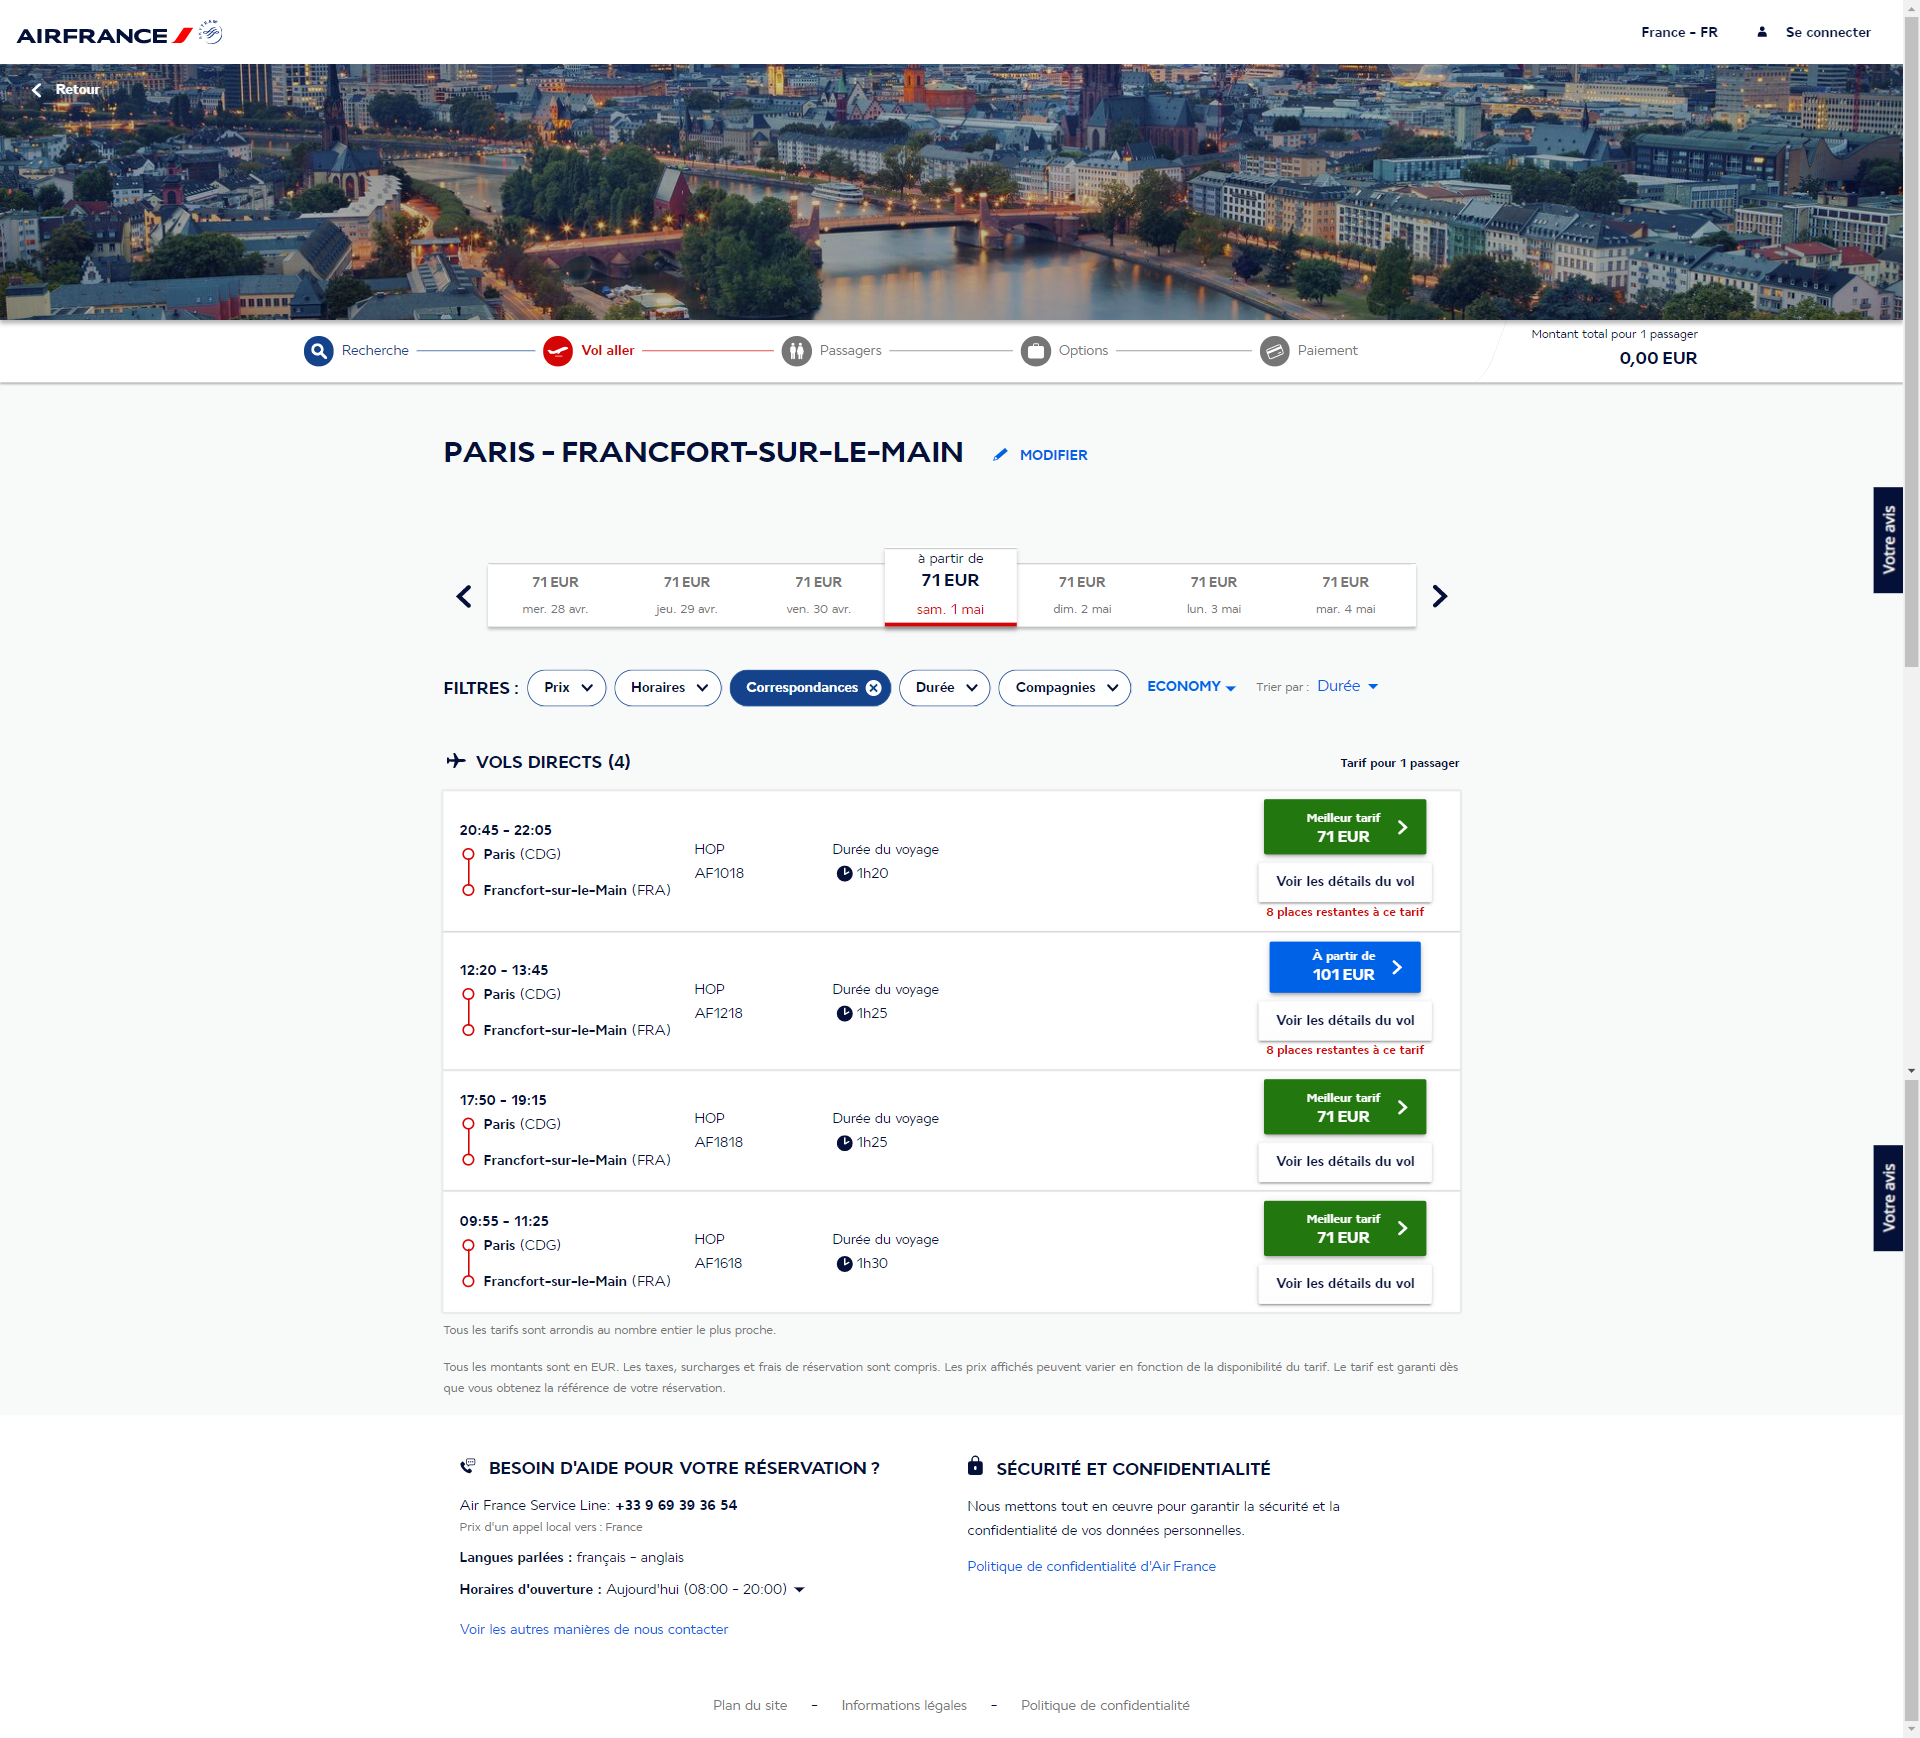 AIRFRANCE
France - FR
Se connecter
Retour
Recherche
Vol aller
Passagers
Options
Paiement
Montant total pour 1 passager
0,00 EUR
PARIS - FRANCFORT-SUR-LE-MAIN
MODIFIER
Votre avis
71 EUR
mer. 28 avr.
71 EUR
jeu. 29 avr.
71 EUR
ven. 30 avr.
à partir de
71 EUR
sam. 1 mai
71 EUR
dim. 2 mai
71 EUR
lun. 3 mai
71 EUR
mar. 4 mai
FILTRES : Prix Horaires Correspondances Durée Compagnies ECONOMY Trier par : Durée
VOLS DIRECTS (4)
Tarif pour 1 passager
20:45 - 22:05
Paris (CDG)
Francfort-sur-le-Main (FRA)
HOP
AF1018
Durée du voyage
1h20
Meilleur tarif
71 EUR
Voir les détails du vol
8 places restantes à ce tarif
12:20 - 13:45
Paris (CDG)
Francfort-sur-le-Main (FRA)
HOP
AF1218
Durée du voyage
1h25
À partir de
101 EUR
Voir les détails du vol
8 places restantes à ce tarif
17:50 - 19:15
Paris (CDG)
Francfort-sur-le-Main (FRA)
HOP
AF1818
Durée du voyage
1h25
Meilleur tarif
71 EUR
Voir les détails du vol
09:55 - 11:25
Paris (CDG)
Francfort-sur-le-Main (FRA)
HOP
AF1618
Durée du voyage
1h30
Meilleur tarif
71 EUR
Voir les détails du vol
Votre avis
Tous les tarifs sont arrondis au nombre entier le plus proche.
Tous les montants sont en EUR. Les taxes, surcharges et frais de réservation sont compris. Les prix affichés peuvent varier en fonction de la disponibilité du tarif. Le tarif est garanti dès
que vous obtenez la référence de votre réservation.
BESOIN D'AIDE POUR VOTRE RÉSERVATION ?
Air France Service Line: +33 9 69 39 36 54
Prix d'un appel local vers : France
Langues parlées : français - anglais
Horaires d'ouverture : Aujourd'hui (08:00 - 20:00)
Voir les autres manières de nous contacter
SÉCURITÉ ET CONFIDENTIALITÉ
Nous mettons tout en œuvre pour garantir la sécurité et la
confidentialité de vos données personnelles.
Politique de confidentialité d'Air France
Plan du site - Informations légales - Politique de confidentialité